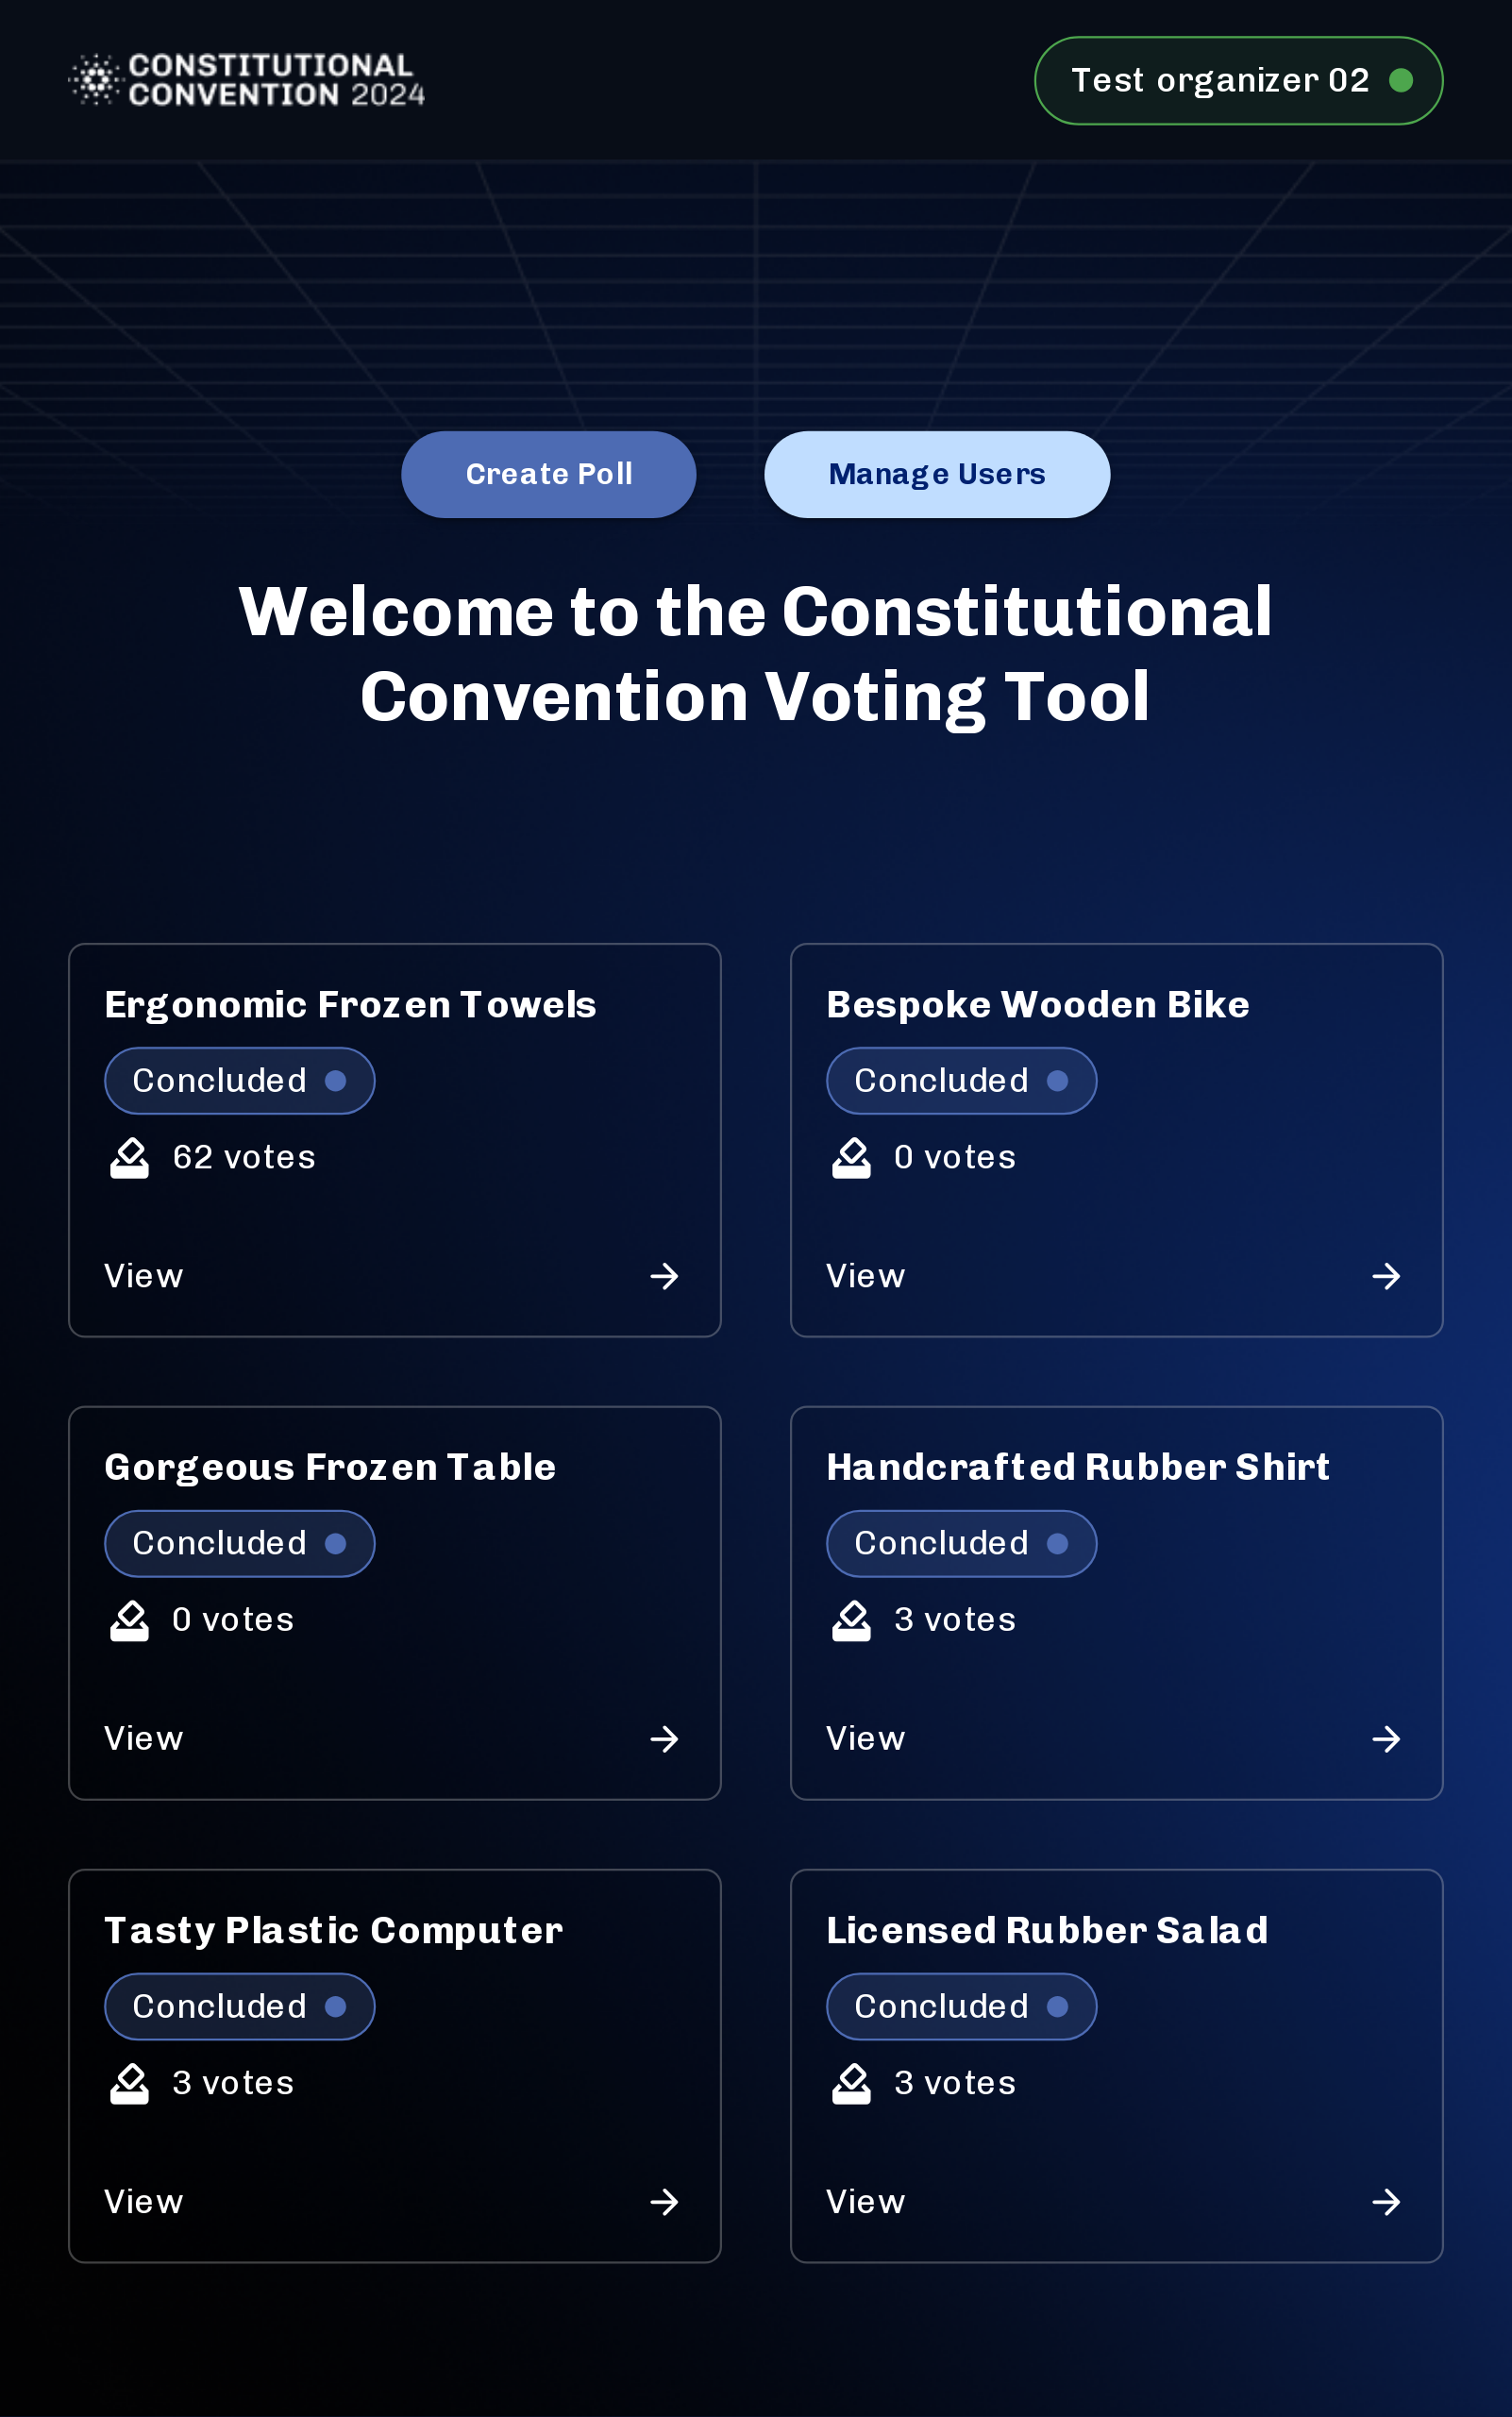 CONSTITUTIONAL
CONVENTION 2024
Test organizer 02
Create Poll
Manage Users
Welcome to the Constitutional
Convention Voting Tool
Ergonomic Frozen Towels
Concluded
62 votes
View
Bespoke Wooden Bike
Concluded
0 votes
View
Gorgeous Frozen Table
Concluded
0 votes
View
Handcrafted Rubber Shirt
Concluded
3 votes
View
Tasty Plastic Computer
Concluded
3 votes
View
Licensed Rubber Salad
Concluded
3 votes
View